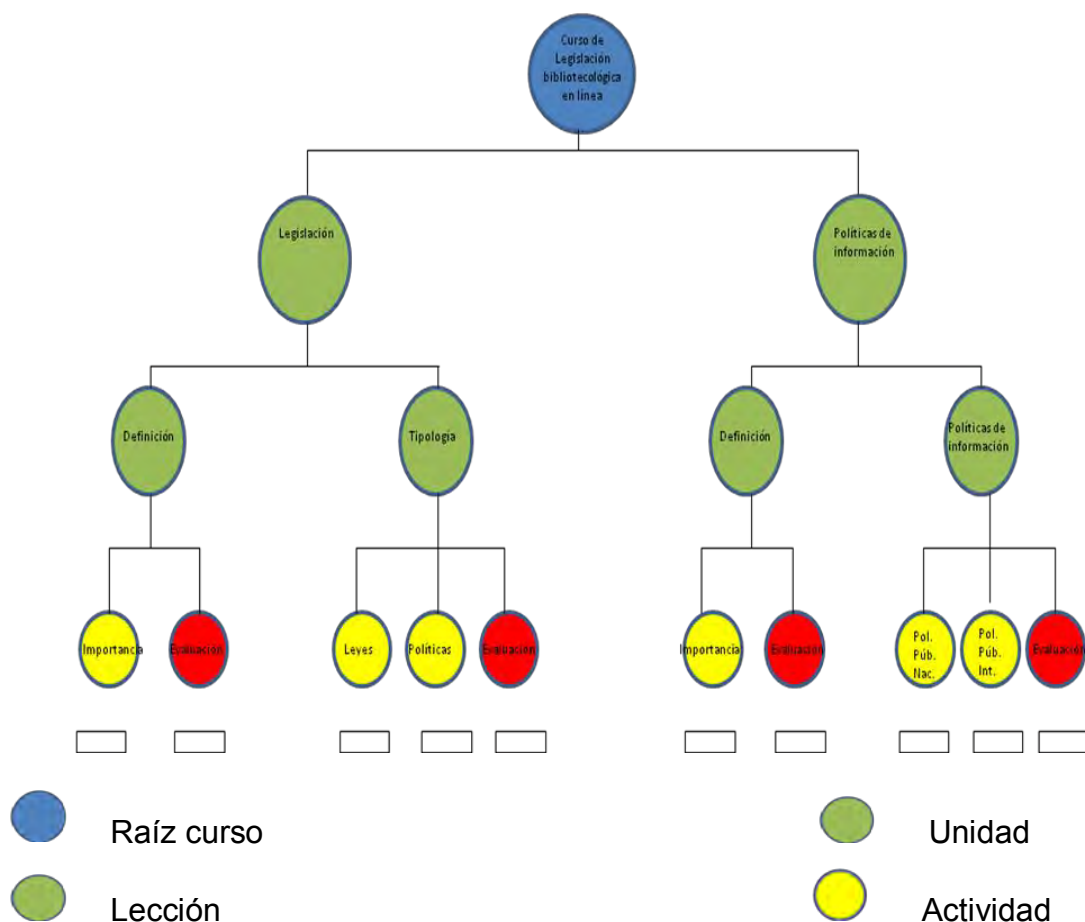 Curso de
Legislación
bibliotecológica
en línea
Legislación
Políticas de
información
Definición
Tipología
Definición
Políticas de
información
Importancia
Evaluación
Leyes
Políticas
Evaluación
Importancia
Evaluación
Pol.
Púb.
Nac.
Pol.
Púb.
Int.
Evaluación
Raíz curso
Unidad
Lección
Actividad